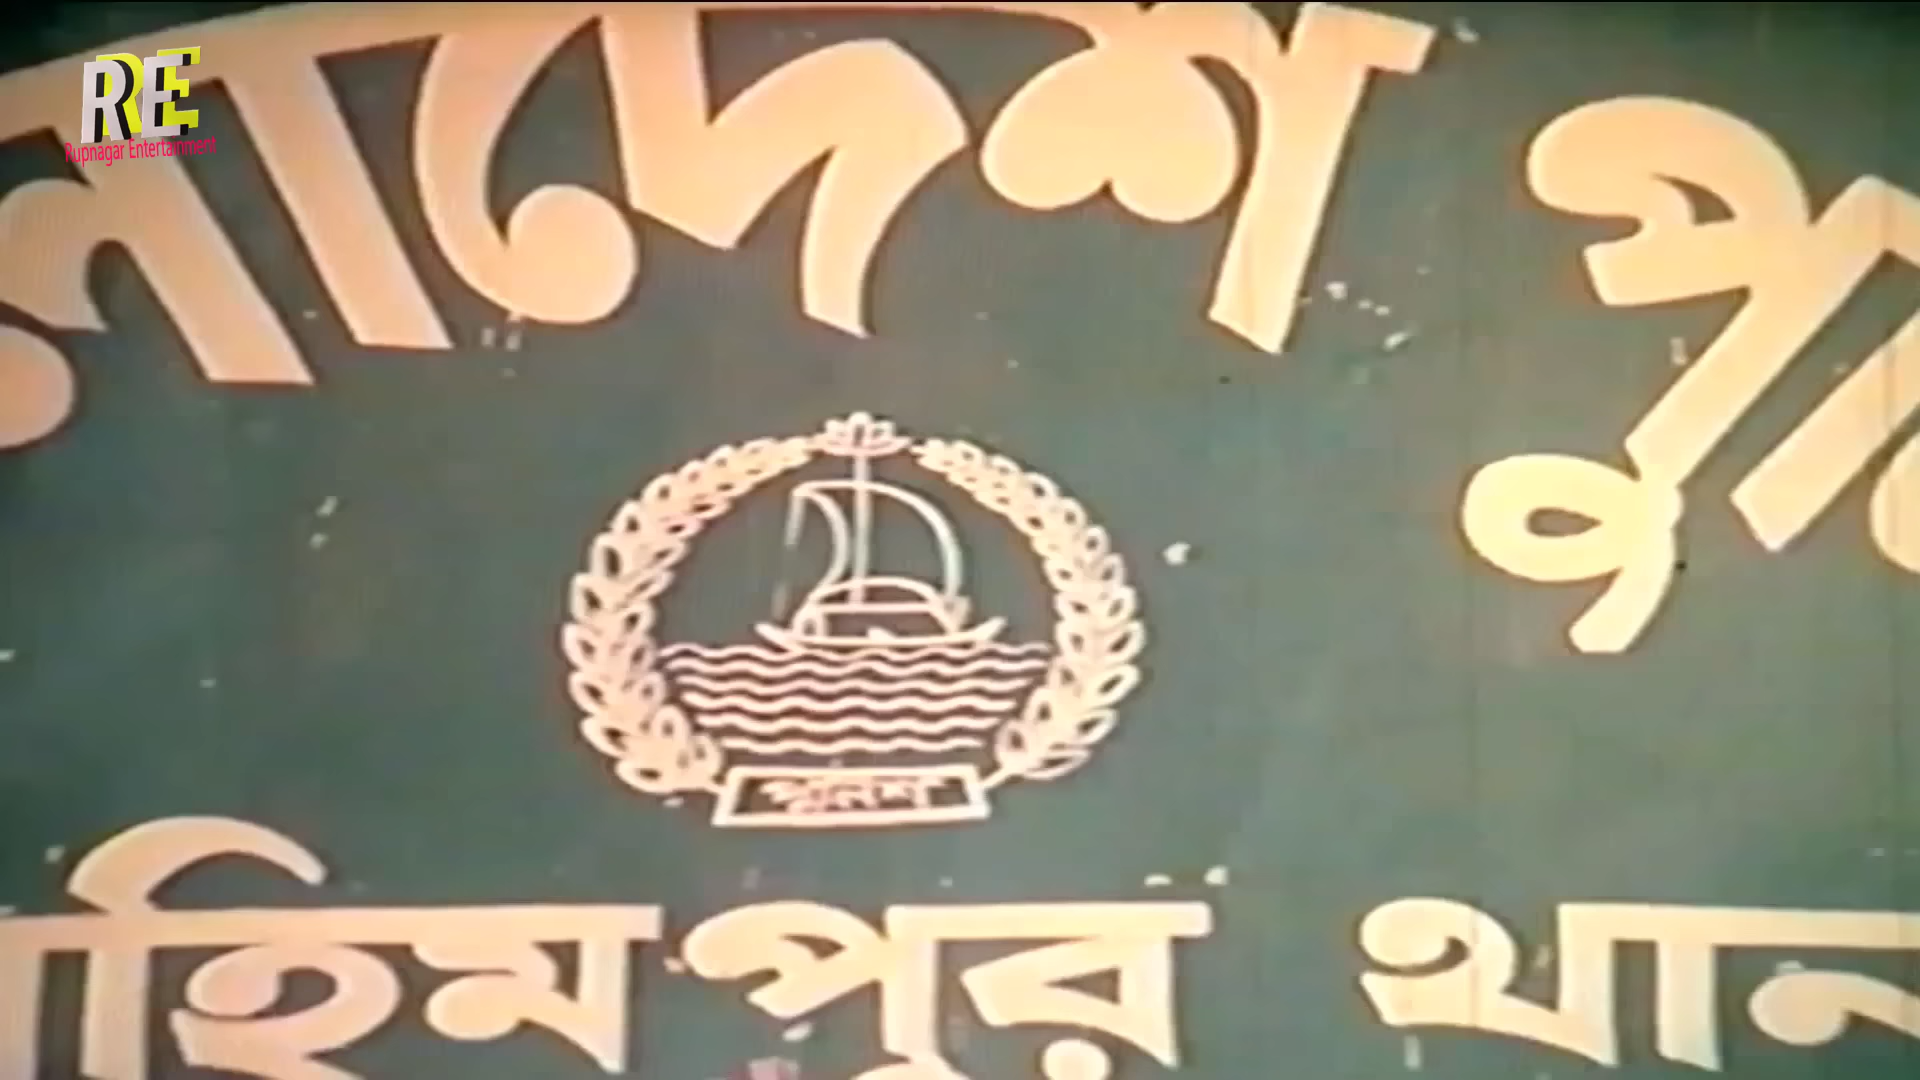 RE
Rupnagar Entertainment
লাদেশ পু
পুলিশ
হিমপুর থান